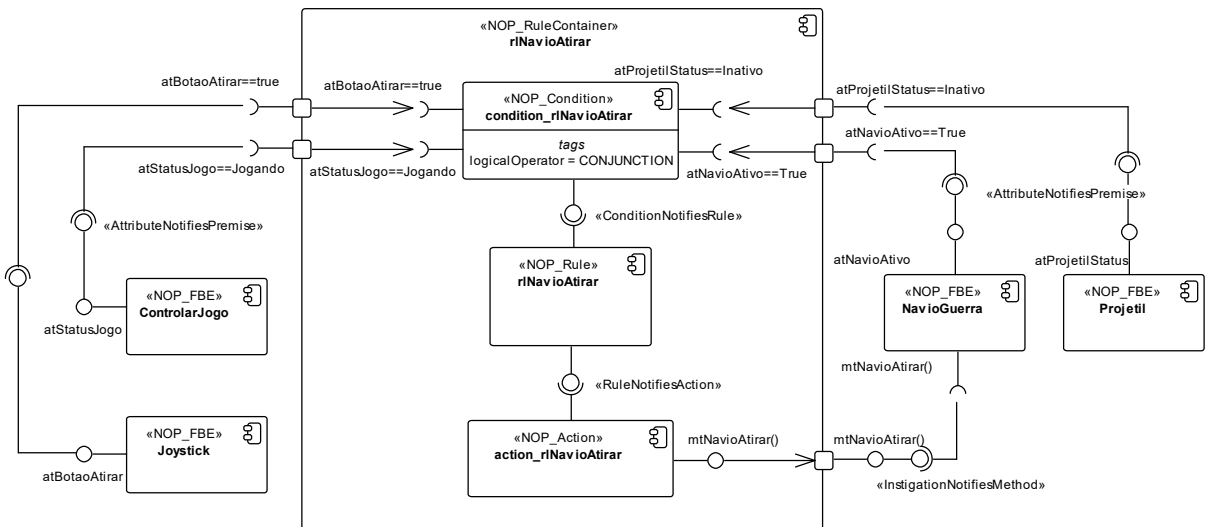 «NOP_RuleContainer»
rlNavioAtirar
atBotaoAtirar==true
atBotaoAtirar==true
atProjetilStatus==Inativo
atProjetilStatus==Inativo
«NOP_Condition»
condition_rlNavioAtirar
tags
logicalOperator = CONJUNCTION
atStatusJogo==Jogando
atStatusJogo==Jogando
atNavioAtivo==True
atNavioAtivo==True
«AttributeNotifiesPremise»
«ConditionNotifiesRule»
«AttributeNotifiesPremise»
«NOP_Rule»
rlNavioAtirar
atNavioAtivo
atProjetilStatus
«NOP_FBE»
ControlarJogo
atStatusJogo
«NOP_FBE»
NavioGuerra
«NOP_FBE»
Projetil
mtNavioAtirar()
«RuleNotifiesAction»
«NOP_FBE»
Joystick
atBotaoAtirar
«NOP_Action»
action_rlNavioAtirar
mtNavioAtirar()
mtNavioAtirar()
«InstigationNotifiesMethod»